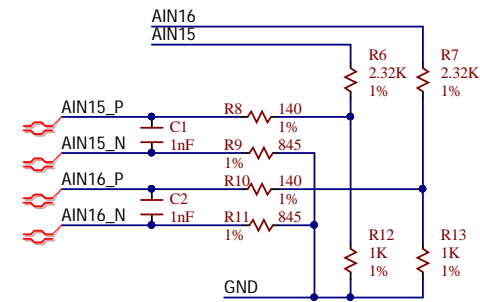 AIN16
AIN15
R6 R7
2.32K 2.32K
1% 1%
AIN15_P R8 140
C1 1%
AIN15_N 1nF R9 845
1%
AIN16_P R10 140
C2 1%
AIN16_N 1nF R11 845
1%
R12 R13
1K 1K
1% 1%
GND